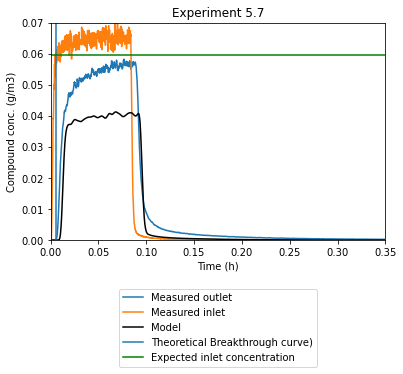 Experiment 5.7
Compound conc. (g/m3)
0.07
0.06
0.05
0.04
0.03
0.02
0.01
0.00
0.00 0.05 0.10 0.15 0.20 0.25 0.30 0.35
Time (h)
Measured outlet
Measured inlet
Model
Theoretical Breakthrough curve)
Expected inlet concentration